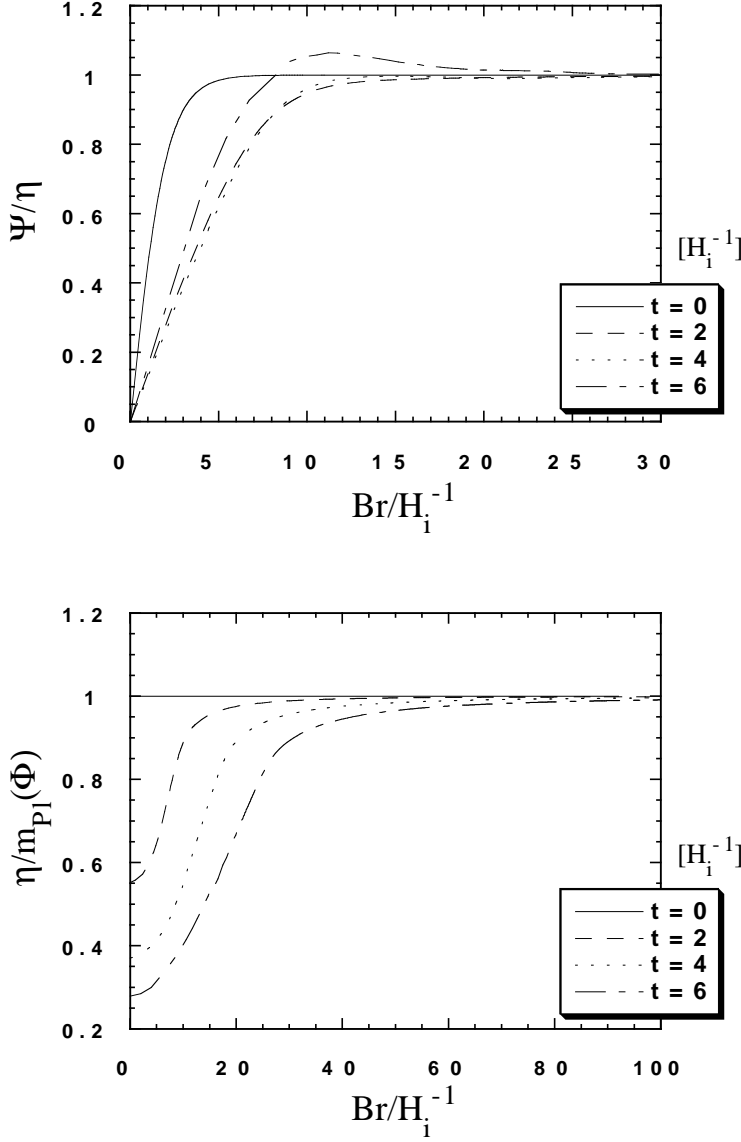 1.2
1
0.8
0.6
0.4
0.2
0
Ψ/η
0 5 10 15 20 25 30
Br/H_i^-1
[H_i^-1]
t = 0
t = 2
t = 4
t = 6
1.2
1
0.8
0.6
0.4
0.2
η/m_Pl(Φ)
0 20 40 60 80 100
Br/H_i^-1
[H_i^-1]
t = 0
t = 2
t = 4
t = 6